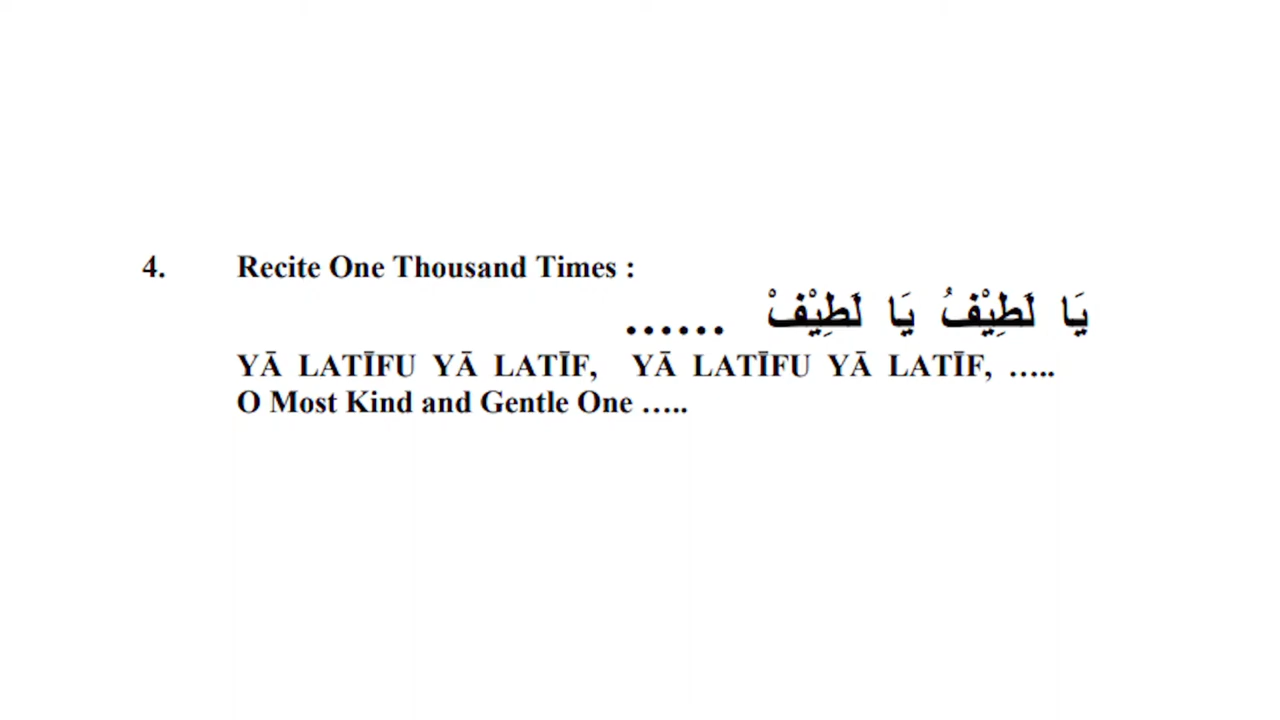 4. Recite One Thousand Times :
يَا لَطِيْفُ يَا لَطِيْفْ ......
YĀ LATĪFU YĀ LATĪF, YĀ LATĪFU YĀ LATĪF, .....
O Most Kind and Gentle One .....